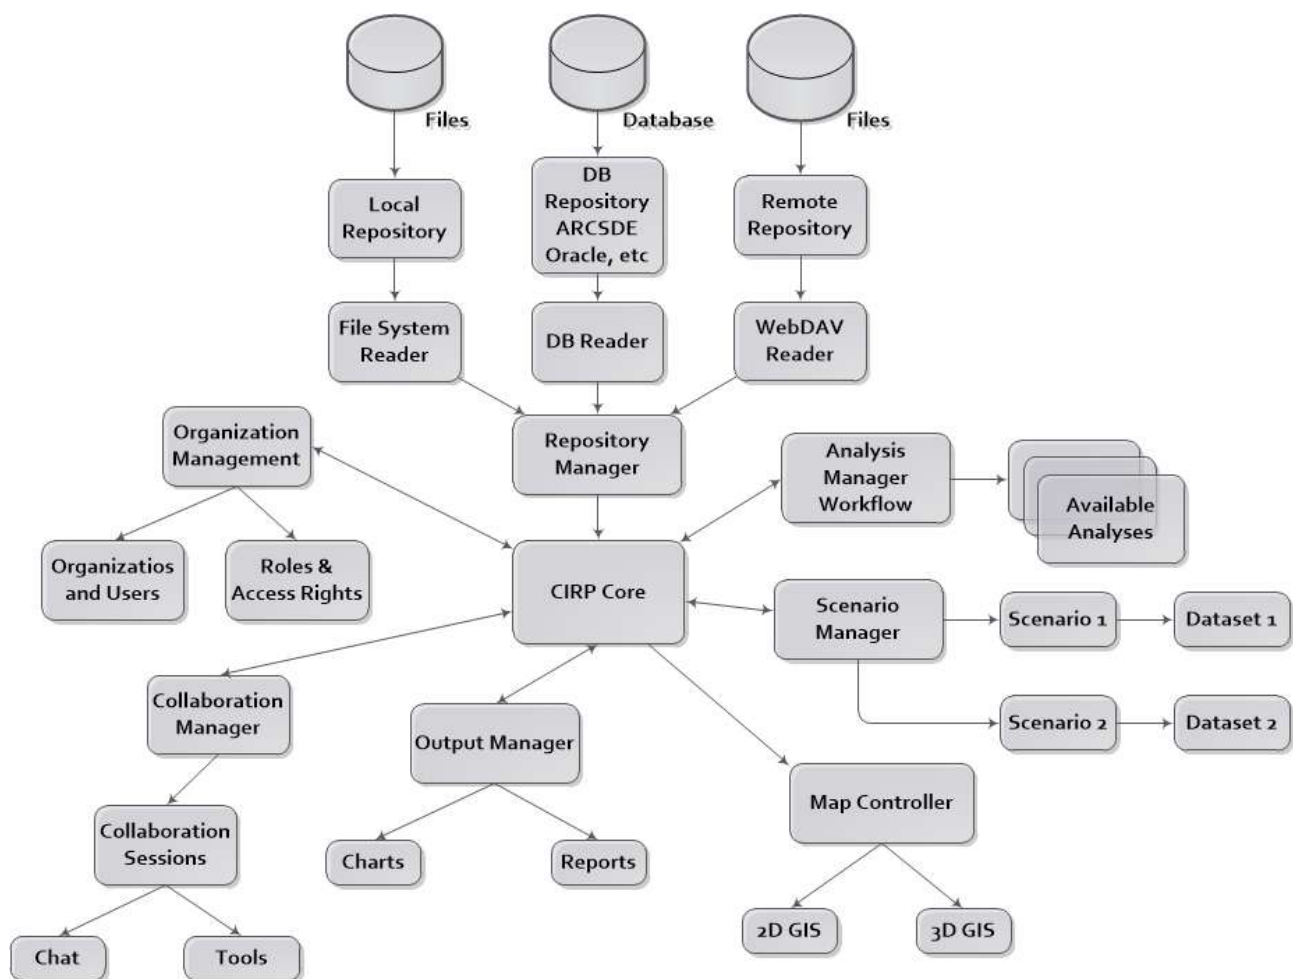 Files
Database
Files
Local
Repository
DB
Repository
ARCSDE
Oracle, etc
Remote
Repository
File System
Reader
DB Reader
WebDAV
Reader
Organization
Management
Repository
Manager
Analysis
Manager
Workflow
Available
Analyses
Organizatios
and Users
Roles &
Access Rights
CIRP Core
Scenario
Manager
Scenario 1
Dataset 1
Collaboration
Manager
Output Manager
Scenario 2
Dataset 2
Map Controller
Collaboration
Sessions
Charts
Reports
2D GIS
3D GIS
Chat
Tools